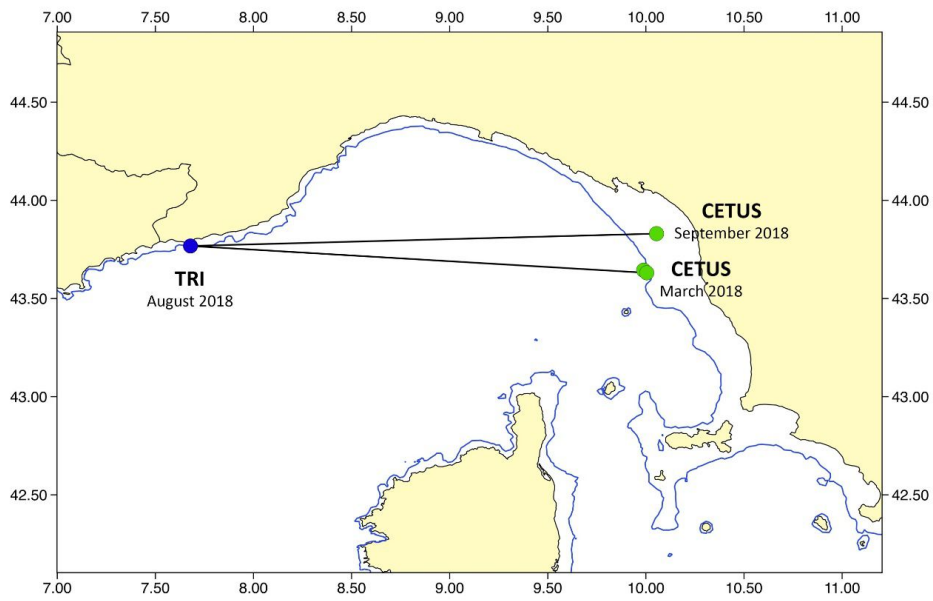 7.00 7.50 8.00 8.50 9.00 9.50 10.00 10.50 11.00
44.50 44.50
44.00 44.00
CETUS
September 2018
TRI
CETUS
August 2018
March 2018
43.50 43.50
43.00 43.00
42.50 42.50
7.00 7.50 8.00 8.50 9.00 9.50 10.00 10.50 11.00